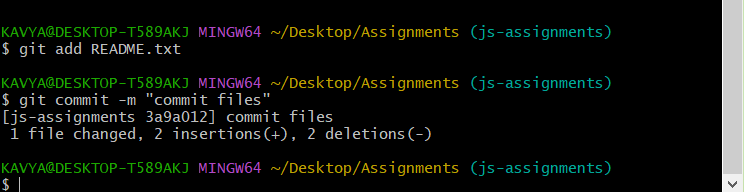 KAVYA@DESKTOP-T589AKJ MINGW64 ~/Desktop/Assignments (js-assignments)
$ git add README.txt
KAVYA@DESKTOP-T589AKJ MINGW64 ~/Desktop/Assignments (js-assignments)
$ git commit -m "commit files"
[js-assignments 3a9a012] commit files
 1 file changed, 2 insertions(+), 2 deletions(-)
KAVYA@DESKTOP-T589AKJ MINGW64 ~/Desktop/Assignments (js-assignments)
$